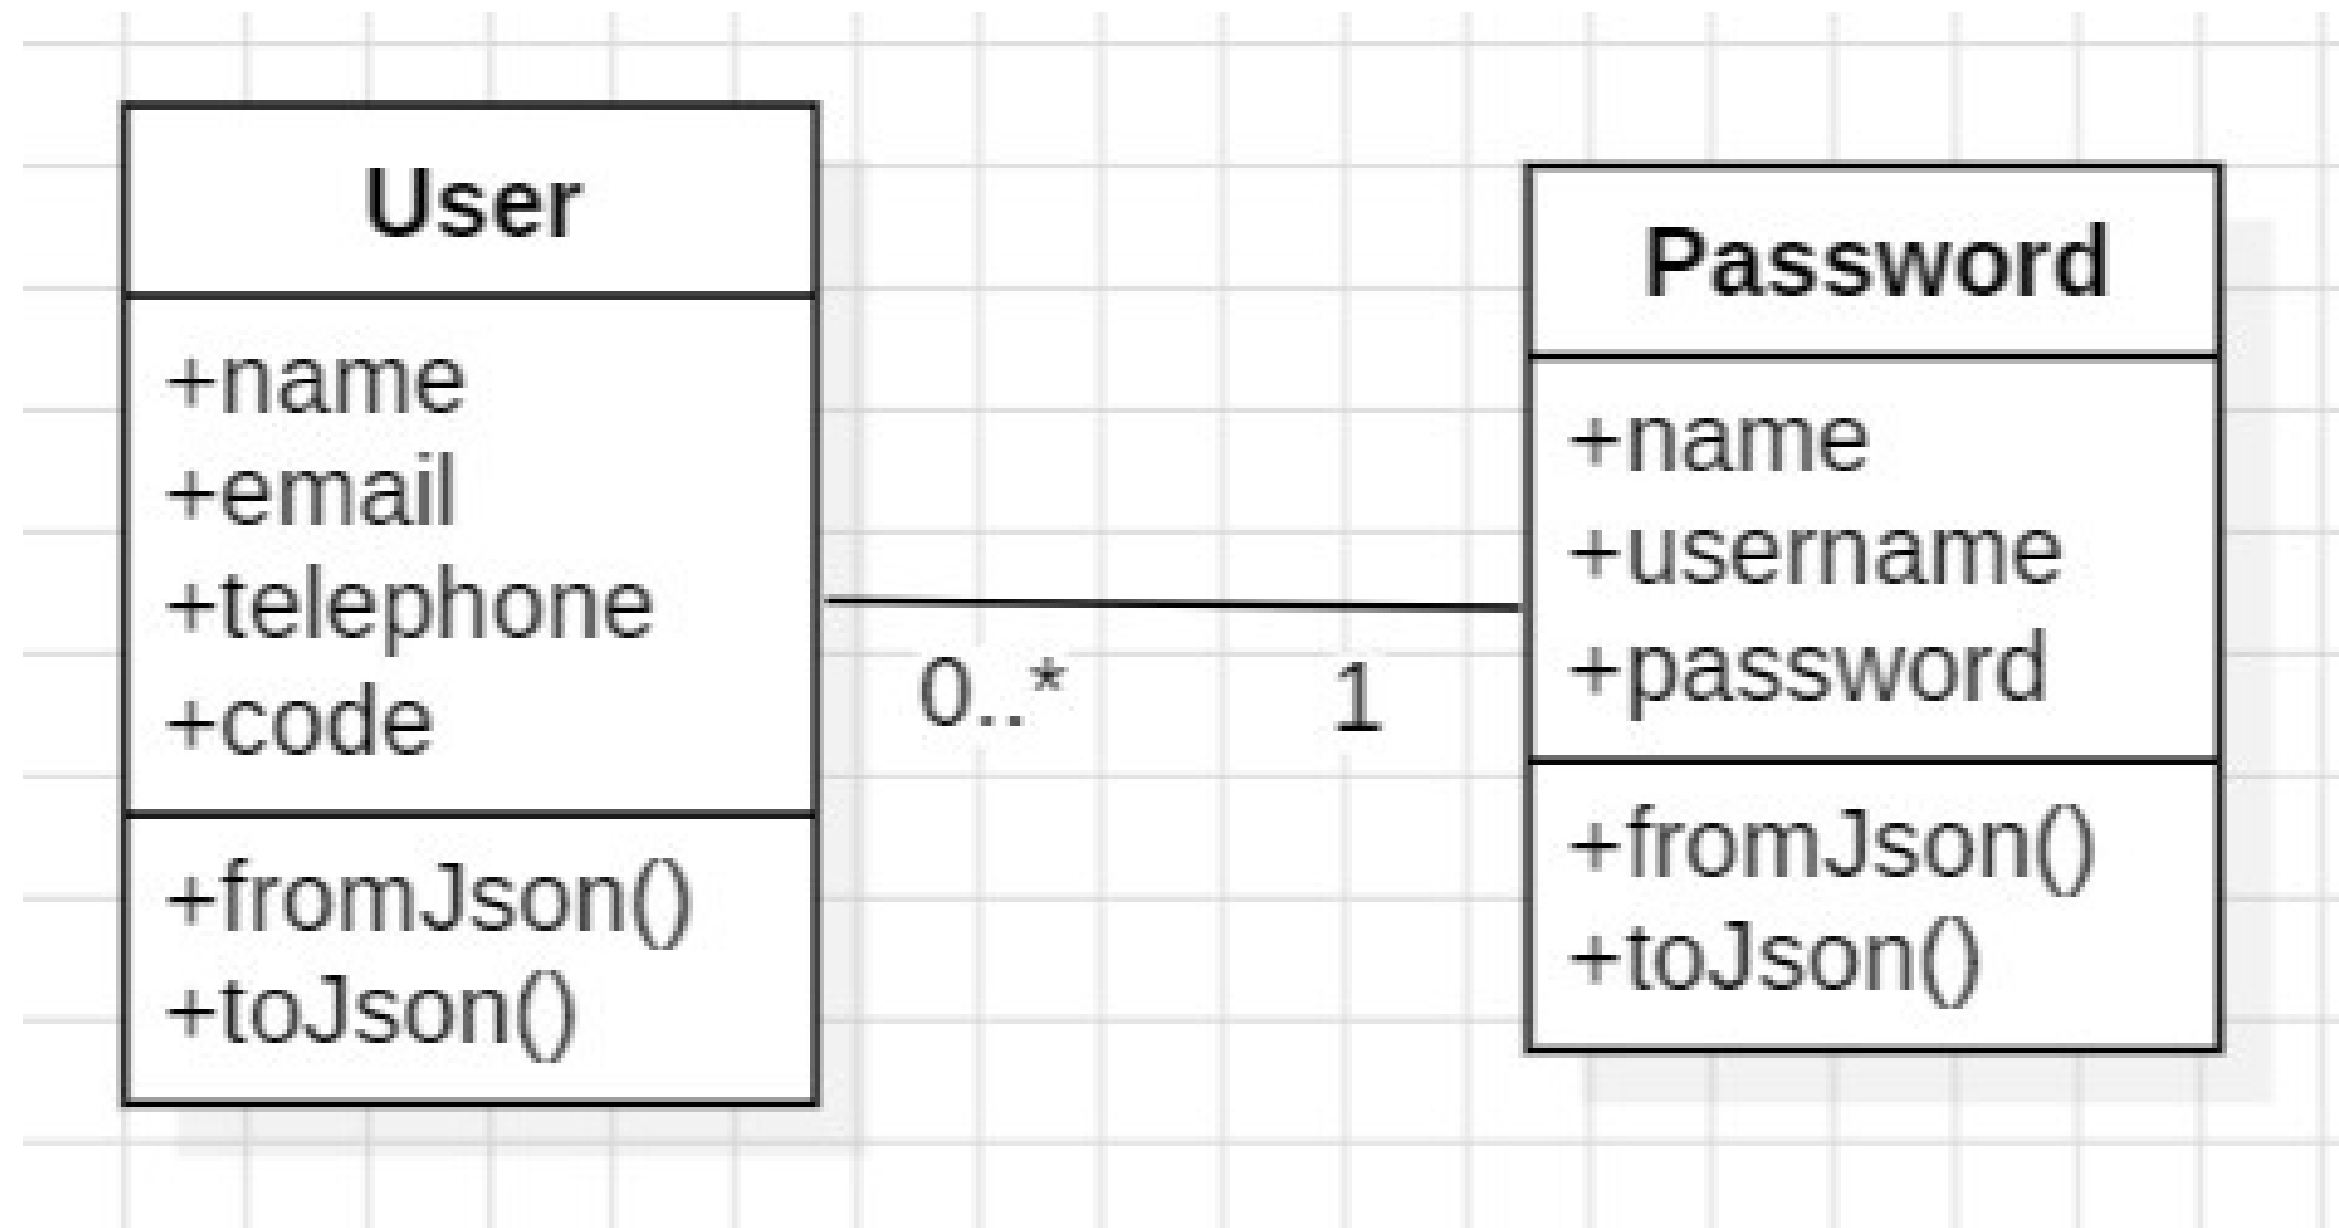 User
+name
+email
+telephone
+code
+fromJson()
+toJson()
0..*
1
Password
+name
+username
+password
+fromJson()
+toJson()